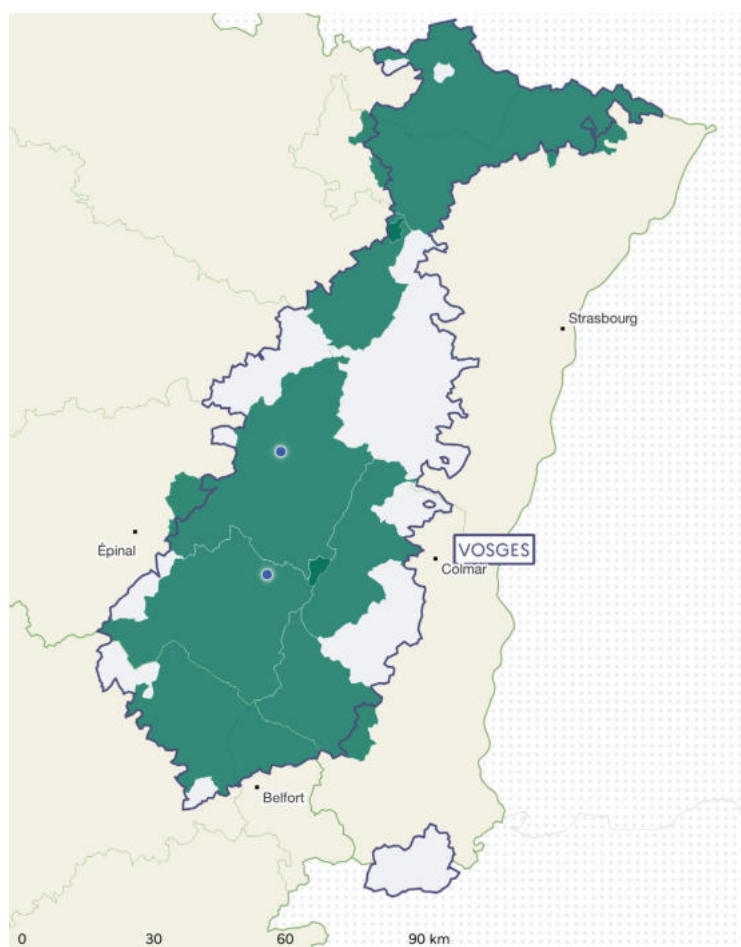 Strasbourg
Épinal
VOSGES
Colmar
Belfort
0 30 60 90 km